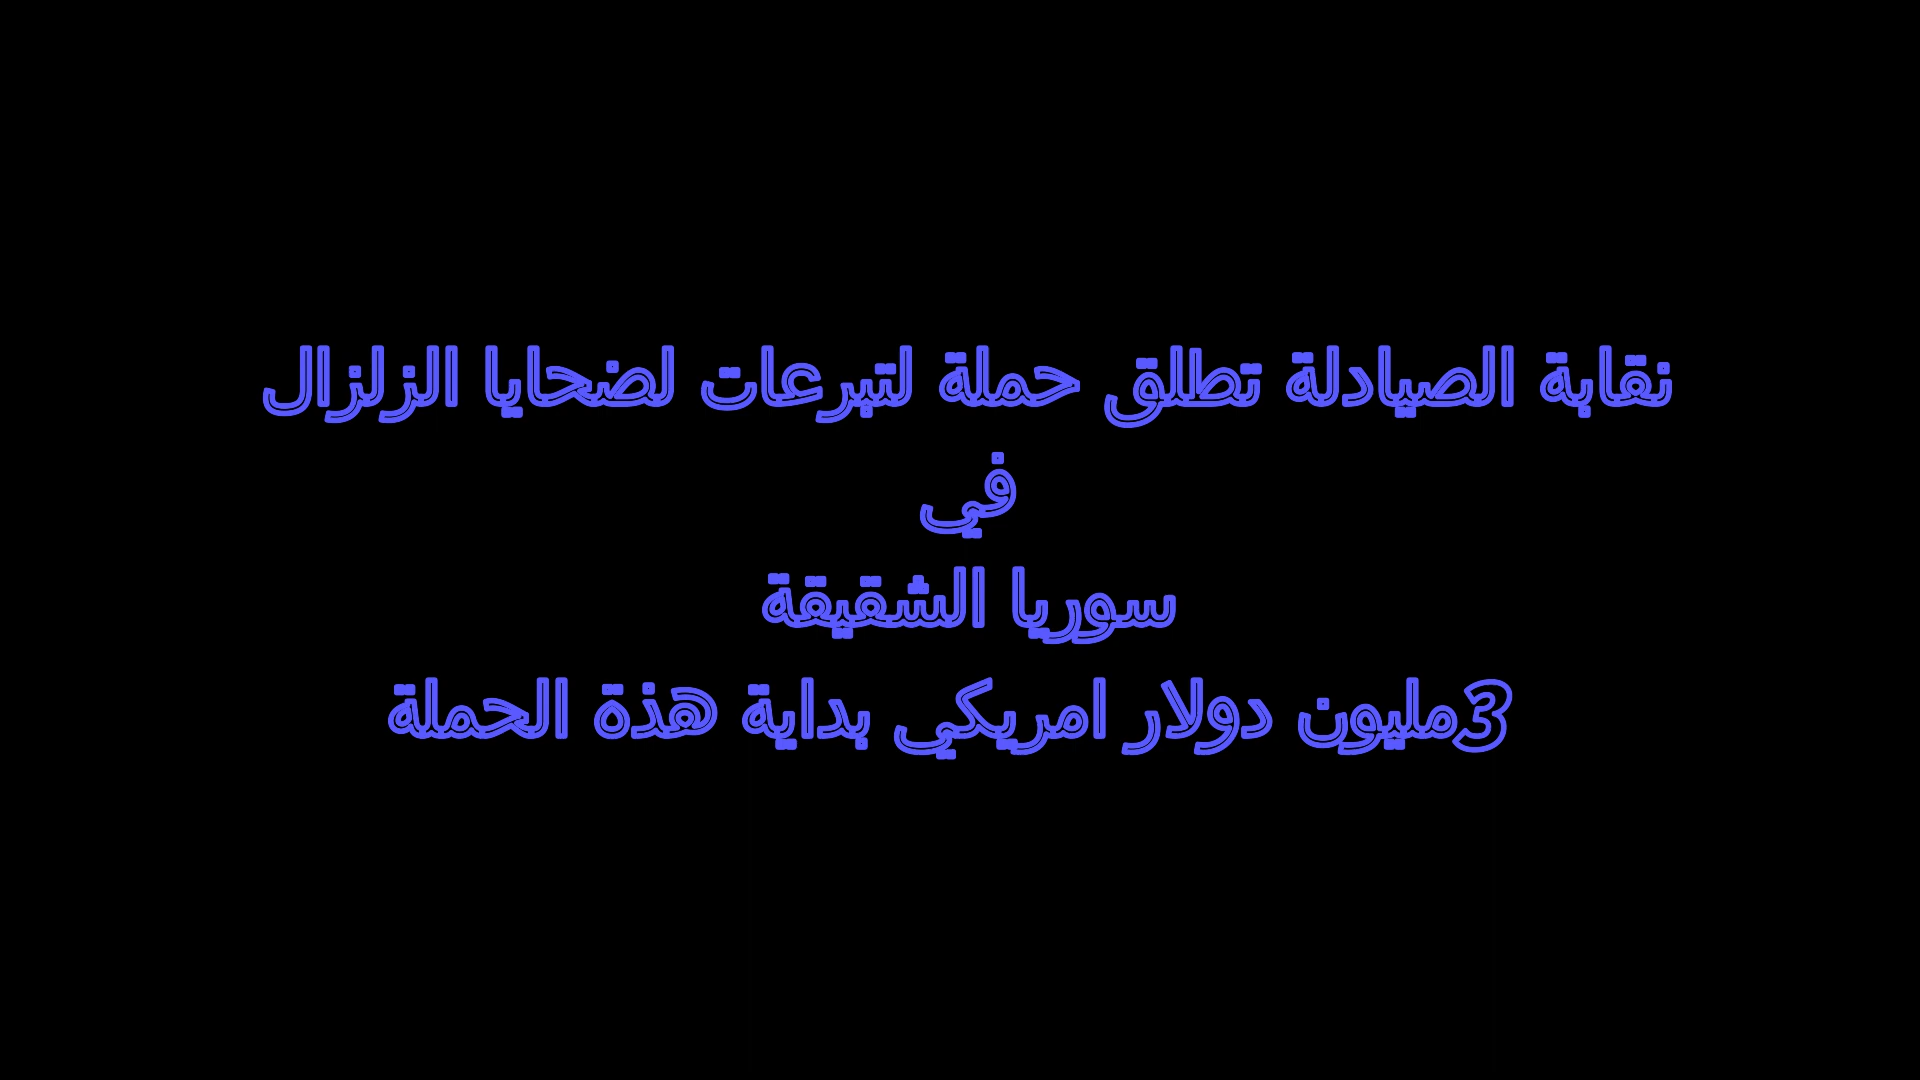 نقابة الصيادلة تطلق حملة لتبرعات لضحايا الزلزال
في
سوريا الشقيقة
3مليون دولار امريكي بداية هذة الحملة